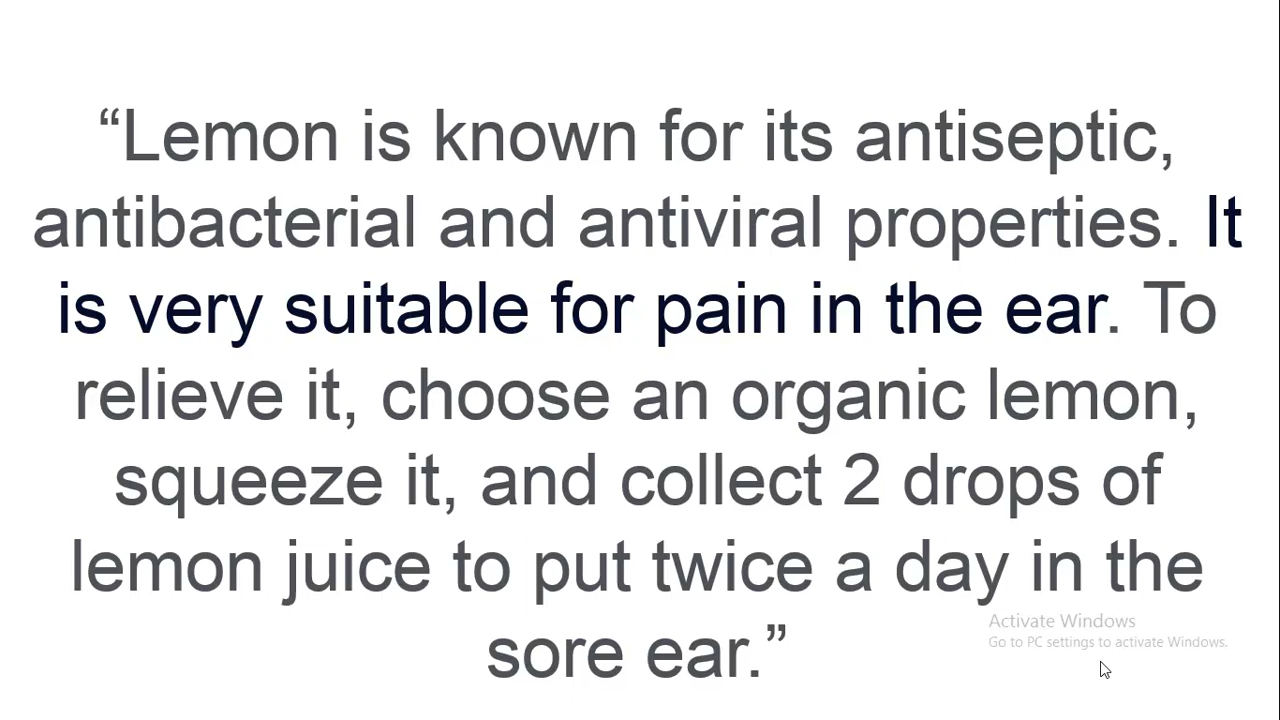 “Lemon is known for its antiseptic,
antibacterial and antiviral properties. It
is very suitable for pain in the ear. To
relieve it, choose an organic lemon,
squeeze it, and collect 2 drops of
lemon juice to put twice a day in the
sore ear.”
Activate Windows
Go to PC settings to activate Windows.